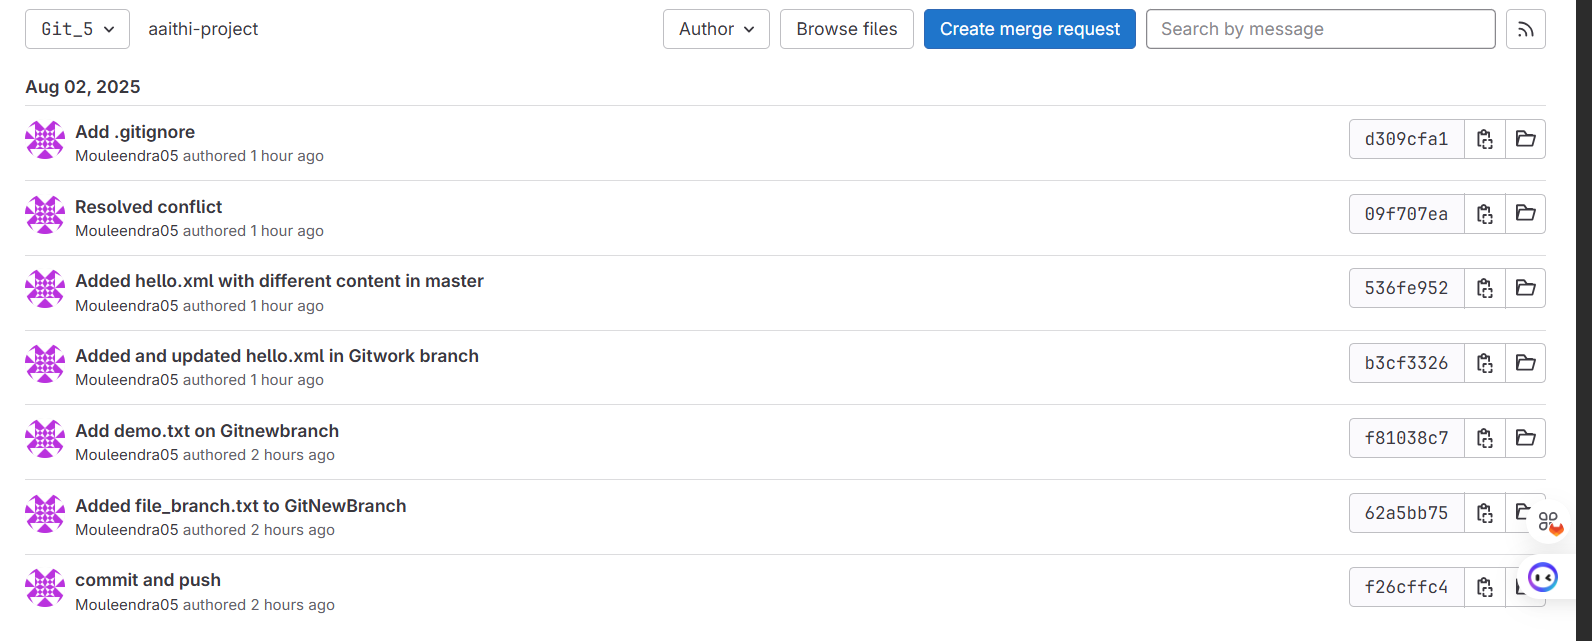 Git_5 aaithi-project Author Browse files Create merge request Search by message
Aug 02, 2025
Add .gitignore
Mouleendra05 authored 1 hour ago
d309cfa1
Resolved conflict
Mouleendra05 authored 1 hour ago
09f707ea
Added hello.xml with different content in master
Mouleendra05 authored 1 hour ago
536fe952
Added and updated hello.xml in Gitwork branch
Mouleendra05 authored 1 hour ago
b3cf3326
Add demo.txt on Gitnewbranch
Mouleendra05 authored 2 hours ago
f81038c7
Added file_branch.txt to GitNewBranch
Mouleendra05 authored 2 hours ago
62a5bb75
commit and push
Mouleendra05 authored 2 hours ago
f26cffc4